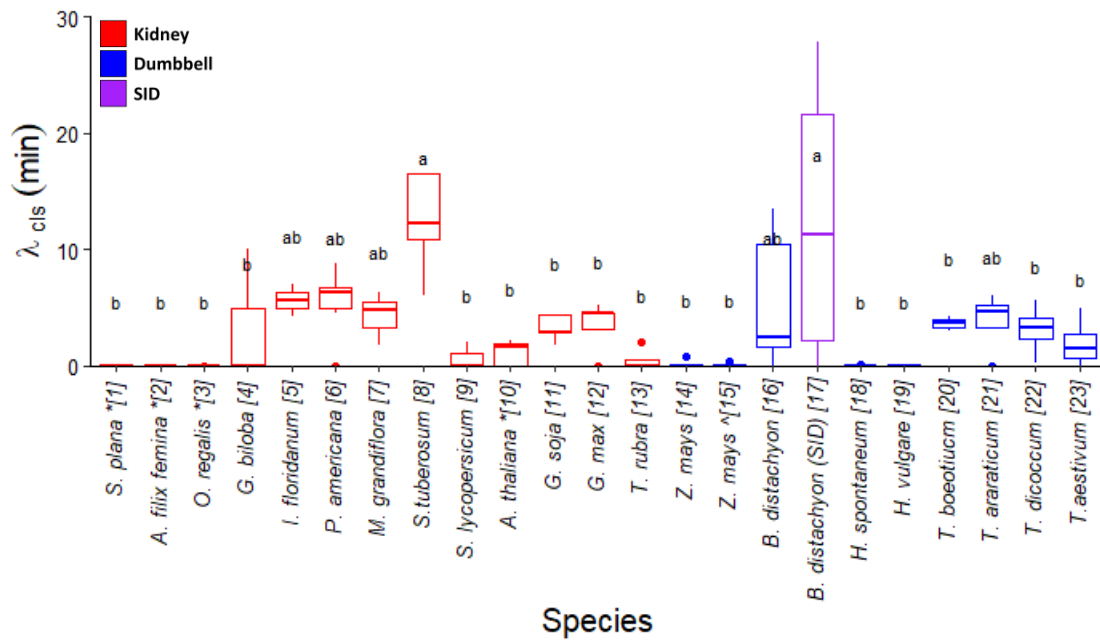 30
20
10
0
λ cls (min)
Kidney
Dumbbell
SID
b
b
b
b
ab
ab
ab
a
b
b
b
b
b
b
b
ab
a
b
b
b
ab
b
b
S. plana *[1]
A. filix femina *[2]
O. regalis *[3]
G. biloba [4]
I. floridanum [5]
P. americana [6]
M. grandiflora [7]
S.tuberosum [8]
S. lycopersicum [9]
A. thaliana *[10]
G. soja [11]
G. max [12]
T. rubra [13]
Z. mays [14]
Z. mays ^[15]
B. distachyon [16]
B. distachyon (SID) [17]
H. spontaneum [18]
H. vulgare [19]
T. boeotiucm [20]
T. araraticum [21]
T. dicoccum [22]
T.aestivum [23]
Species